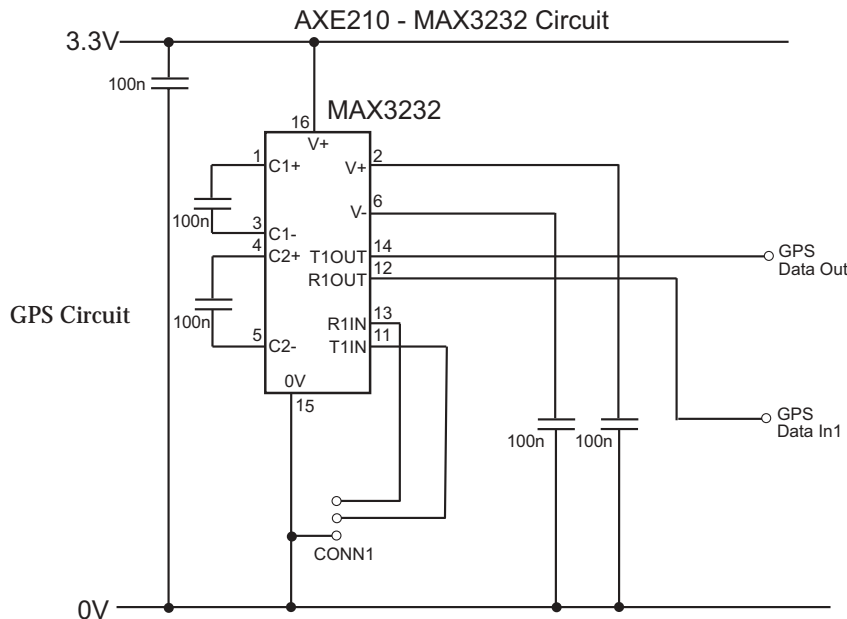 AXE210 - MAX3232 Circuit
3.3V
100n
MAX3232
16
V+
1
C1+
V+
2
100n
V-
6
3
C1-
4
C2+
T1OUT
14
R1OUT
12
GPS
Data Out
100n
GPS Circuit
R1IN
13
5
C2-
T1IN
11
0V
15
GPS
Data In1
100n
100n
CONN1
0V